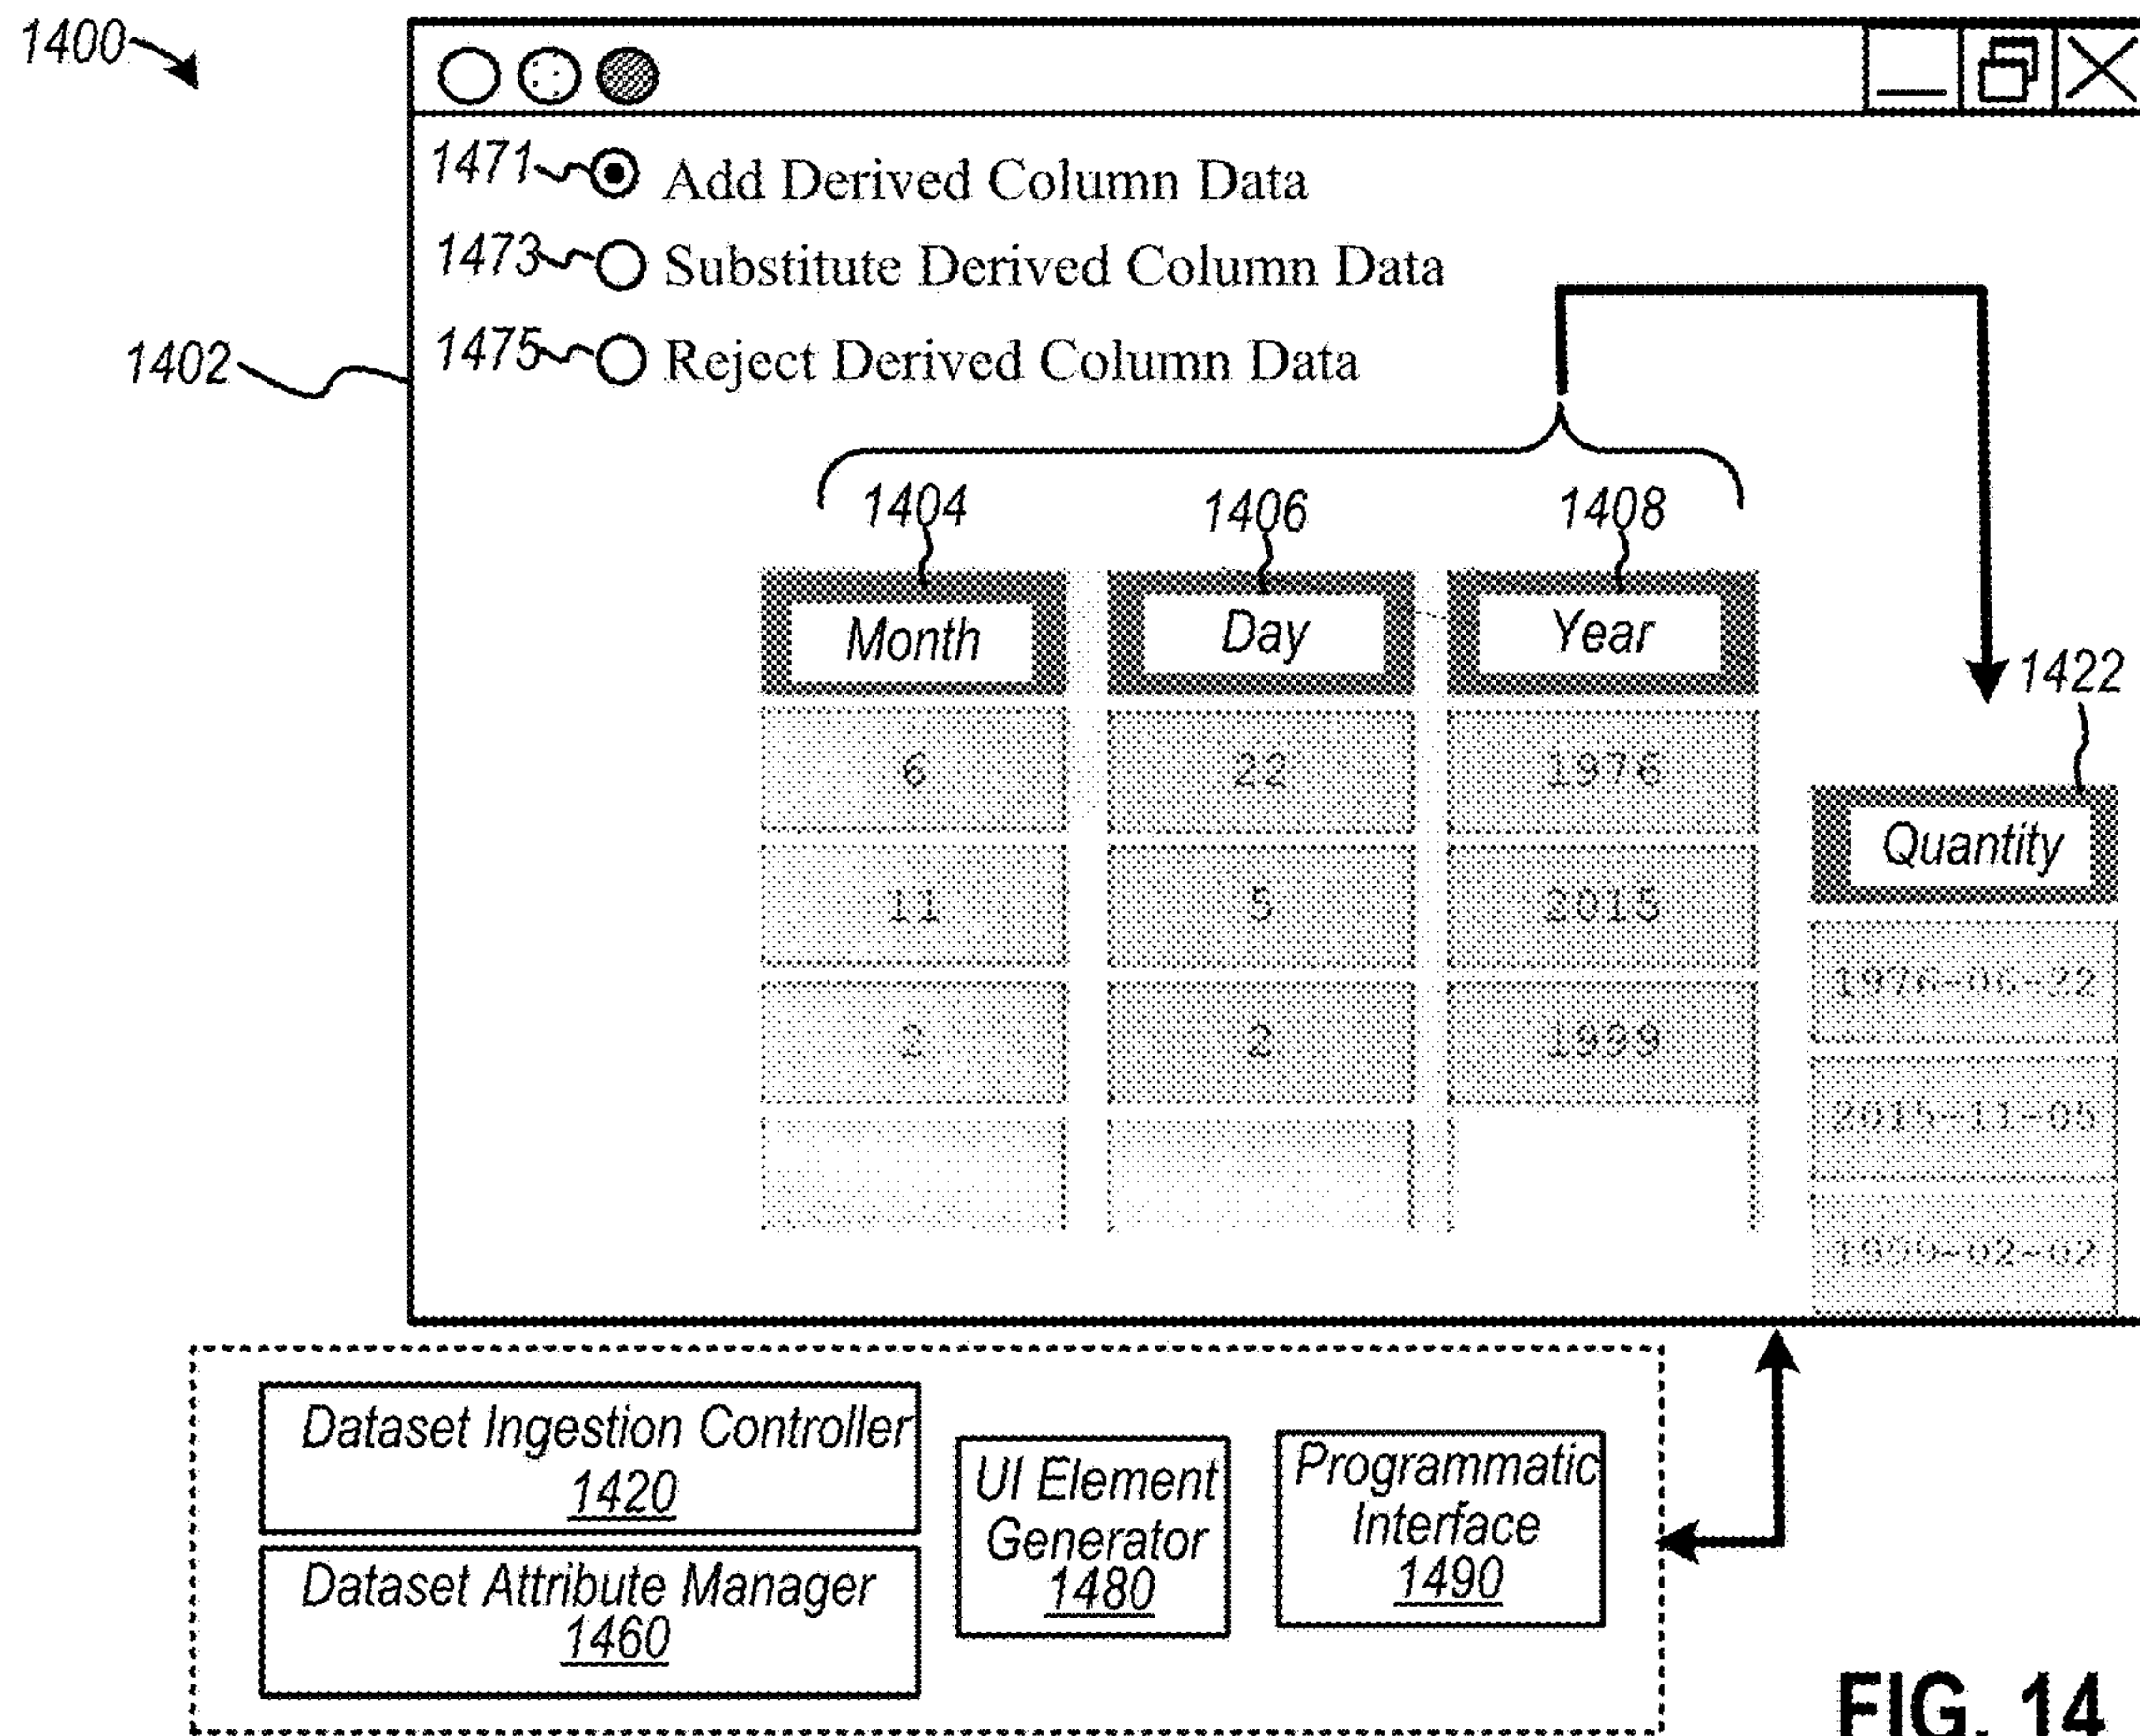 1400
1471 Add Derived Column Data
1473 Substitute Derived Column Data
1402
1475 Reject Derived Column Data
1404 1406 1408
Month Day Year
1422
6 22 1976
Quantity
11 5 2015
1976-06-22
2 2 1999
2015-11-05
1999-02-02
Dataset Ingestion Controller
1420
UI Element
Generator
1480
Programmatic
Interface
1490
Dataset Attribute Manager
1460
FIG. 14